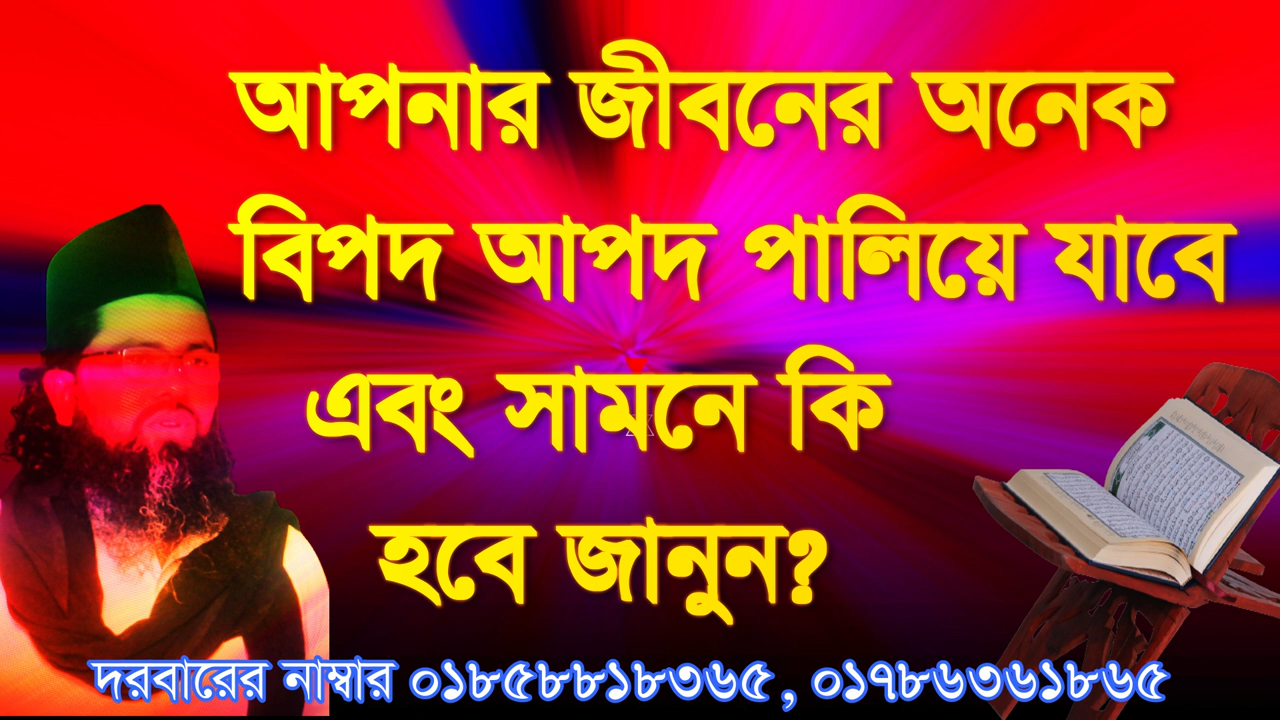 আপনার জীবনের অনেক
বিপদ আপদ পালিয়ে যাবে
এবং সামনে কি
হবে জানুন?
দরবারের নাম্বার ০১৮৫৮৮১৮৩৬৫, ০১৭৮৬৩৬১৮৬৫